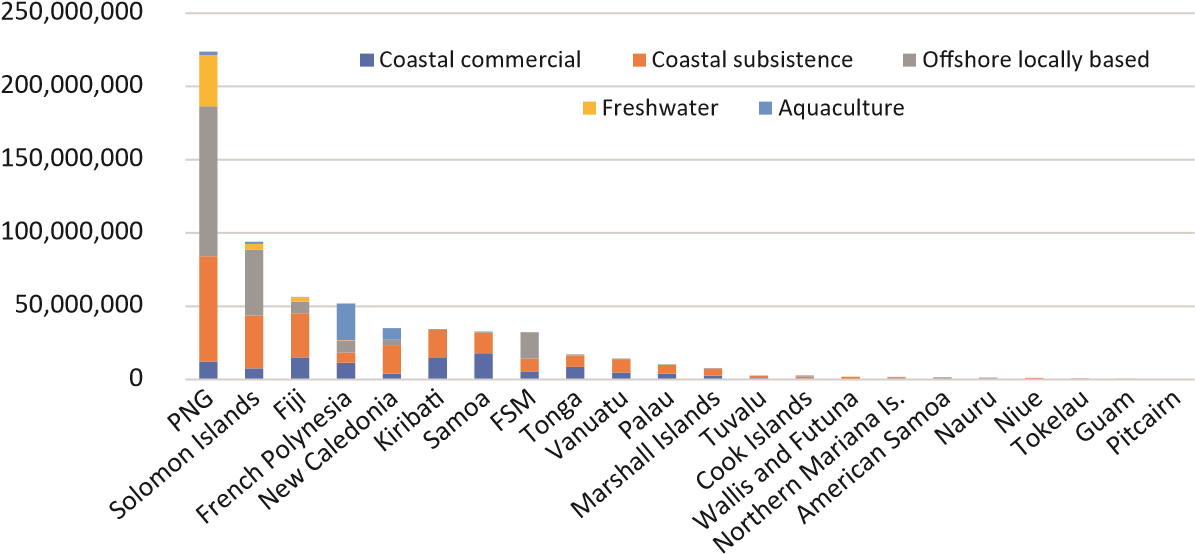 250,000,000
200,000,000
150,000,000
100,000,000
50,000,000
0
Coastal commercial
Coastal subsistence
Offshore locally based
Freshwater
Aquaculture
PNG
Solomon Islands
Fiji
French Polynesia
New Caledonia
Kiribati
Samoa
FSM
Tonga
Vanuatu
Palau
Marshall Islands
Tuvalu
Cook Islands
Wallis and Futuna
Northern Mariana Is.
American Samoa
Nauru
Niue
Tokelau
Guam
Pitcairn